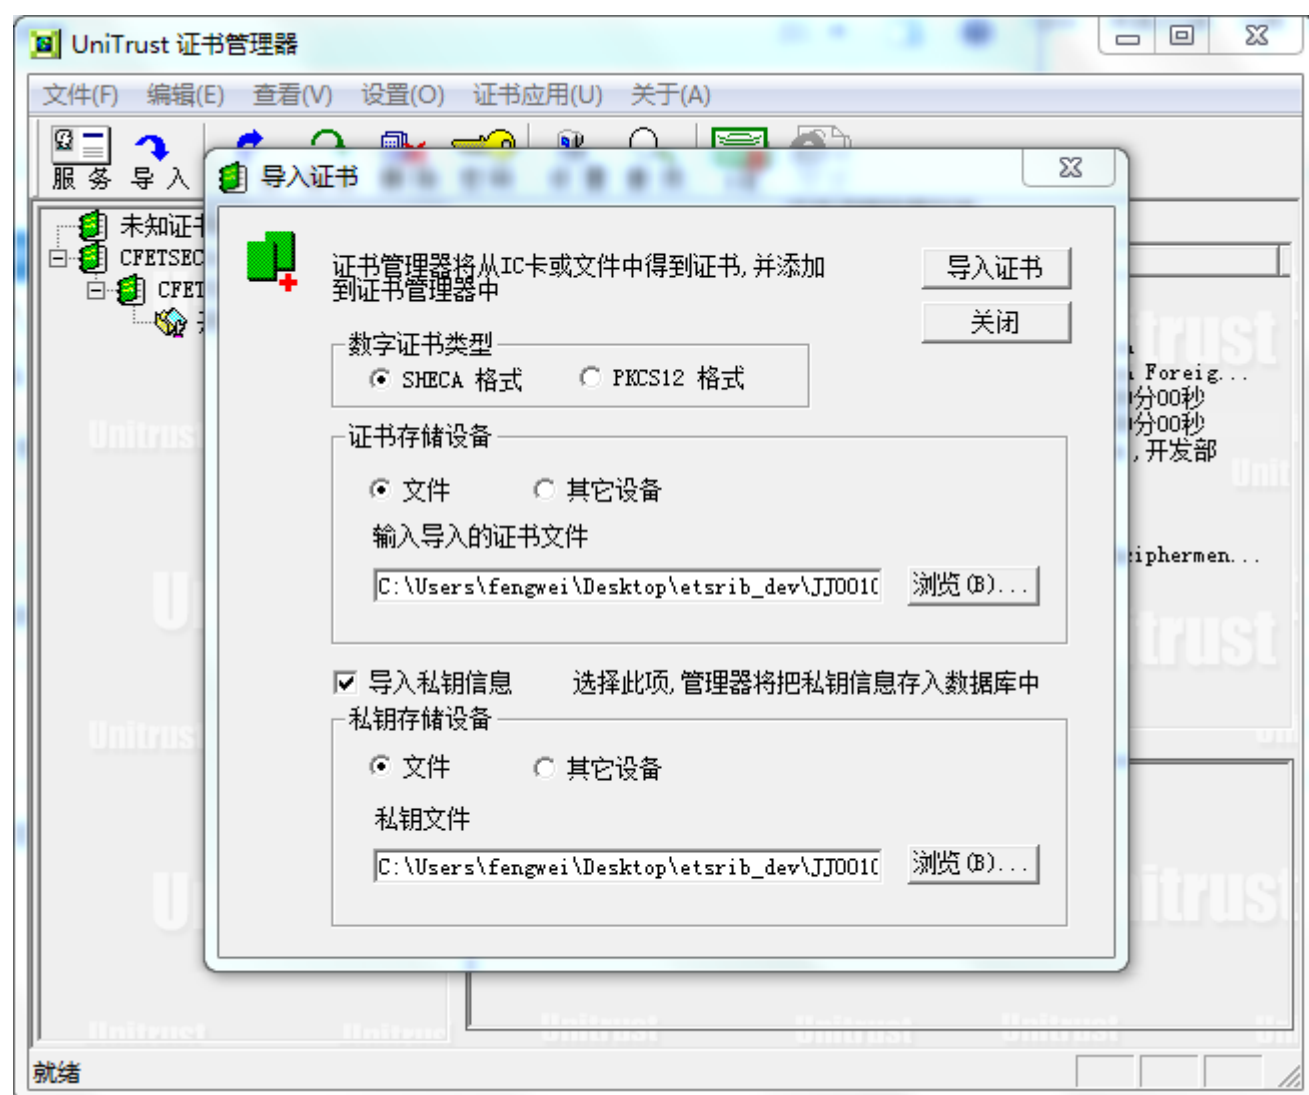 UniTrust 证书管理器
文件(F) 编辑(E) 查看(V) 设置(O) 证书应用(U) 关于(A)
服 务 导 入
导入证书
未知证书
CFETSEC
CFET
证书管理器将从IC卡或文件中得到证书,并添加
到证书管理器中
导入证书
关闭
数字证书类型
SHECA 格式 PKCS12 格式
证书存储设备
文件 其它设备
输入导入的证书文件
C:\Users\fengwei\Desktop\etsrib_dev\JJ0010
浏览(B)...
导入私钥信息 选择此项,管理器将把私钥信息存入数据库中
私钥存储设备
文件 其它设备
私钥文件
C:\Users\fengwei\Desktop\etsrib_dev\JJ0010
浏览(B)...
Foreig...
分00秒
分00秒
,开发部
iphermen...
Unitrust
Unitrust
Unitrust
Unitrust
Unitrust
就绪